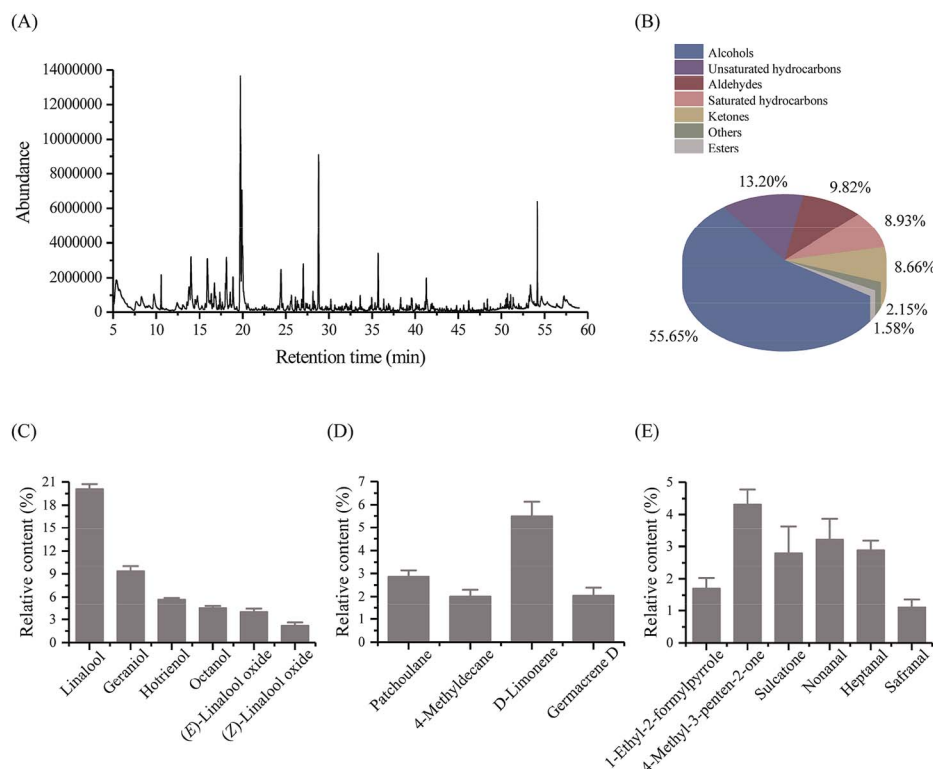 (A)
14000000
12000000
10000000
8000000
6000000
4000000
2000000
0
Abundance
5 10 15 20 25 30 35 40 45 50 55 60
Retention time (min)
(B)
Alcohols
Unsaturated hydrocarbons
Aldehydes
Saturated hydrocarbons
Ketones
Others
Esters
13.20%
9.82%
8.93%
8.66%
2.15%
1.58%
55.65%
(C)
21
18
15
12
9
6
3
0
Relative content (%)
Linalool
Geraniol
Hotrienol
Octanol
(E)-Linalool oxide
(Z)-Linalool oxide
(D)
7
6
5
4
3
2
1
0
Relative content (%)
Patchoulane
4-Methyldecane
D-Limonene
Germacrene D
(E)
5
4
3
2
1
0
Relative content (%)
1-Ethyl-2-formylpyrrole
4-Methyl-3-penten-2-one
Sulcatone
Nonanal
Heptanal
Safranal